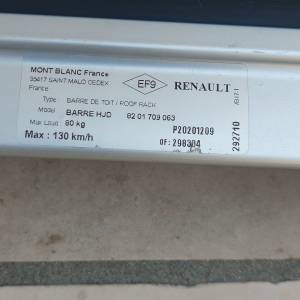 MONT BLANC France
35417 SAINT MALO CEDEX
France
EF9
RENAULT
Type BARRE DE TOIT / ROOF RACK
Model BARRE HJD 82 01 709 063
Max Load 80 kg
P20201209
Max : 130 km/h
OF: 298304
292710